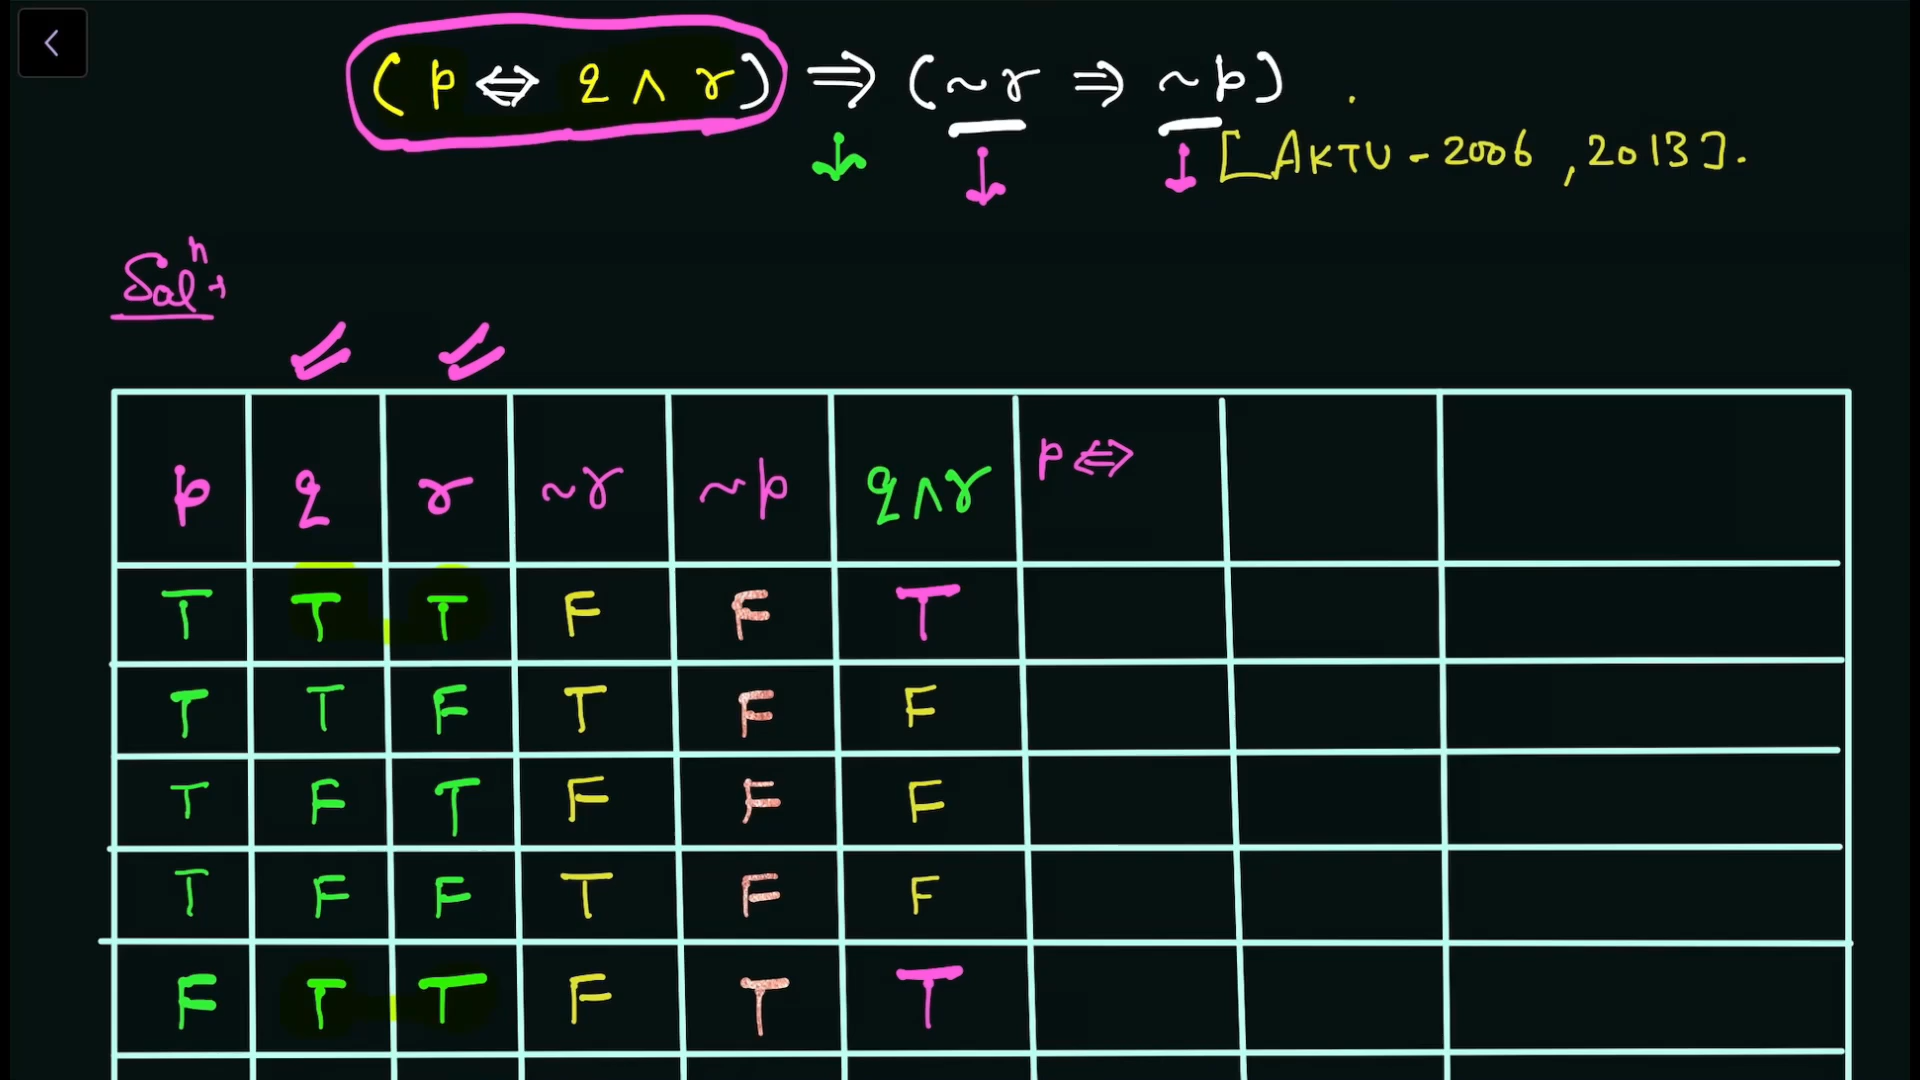 (p ⇔ q ∧ r) ⇒ (~r ⇒ ~p).
[AKTU - 2006, 2013].
Solⁿ→
p q r ~r ~p q∧r p⇔
T T T F F T
T T F T F F
T F T F F F
T F F T F F
F T T F T T